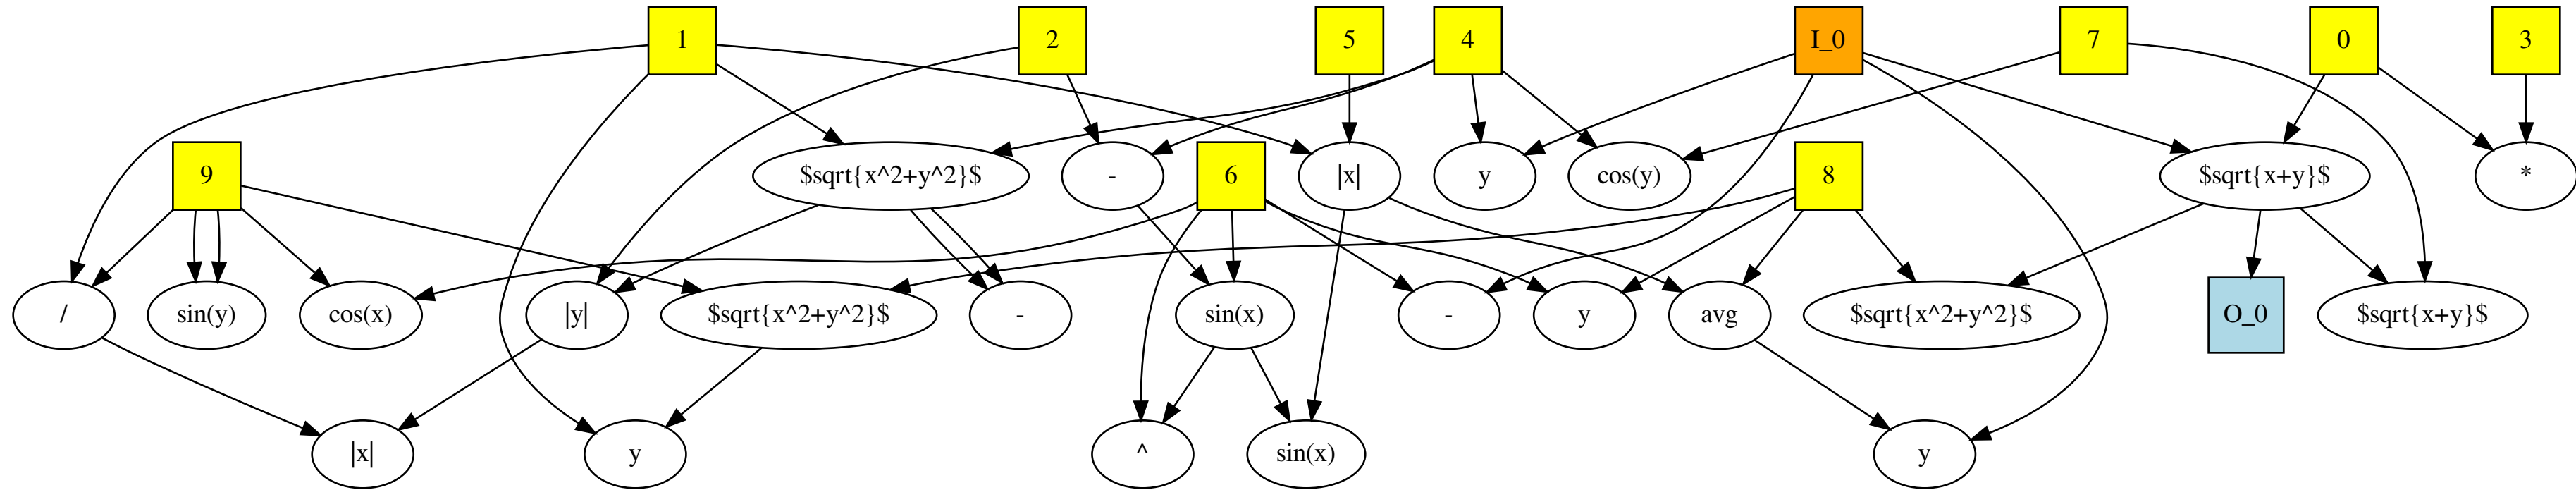 1
2
5
4
I_0
7
0
3
9
$sqrt{x^2+y^2}$
-
6
|x|
y
cos(y)
8
$sqrt{x+y}$
*
/
sin(y)
cos(x)
|y|
$sqrt{x^2+y^2}$
-
sin(x)
-
y
avg
$sqrt{x^2+y^2}$
O_0
$sqrt{x+y}$
|x|
y
^
sin(x)
y